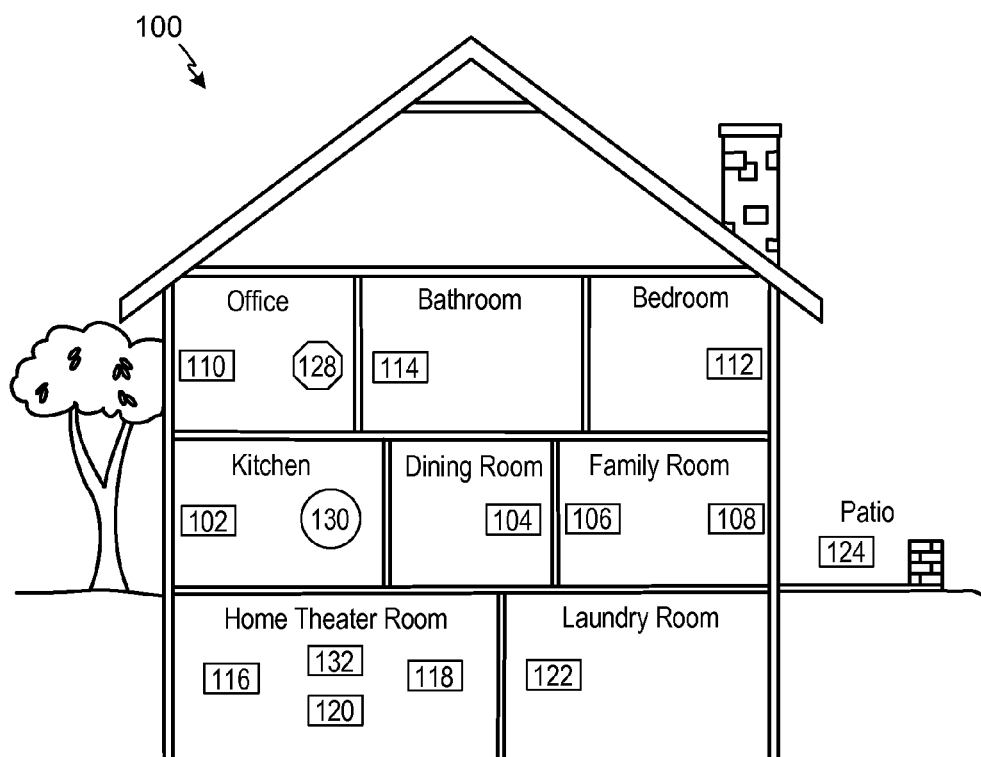 100
Office
Bathroom
Bedroom
110
128
114
112
Kitchen
Dining Room
Family Room
102
130
104
106
108
Patio
124
Home Theater Room
Laundry Room
116
132
118
122
120